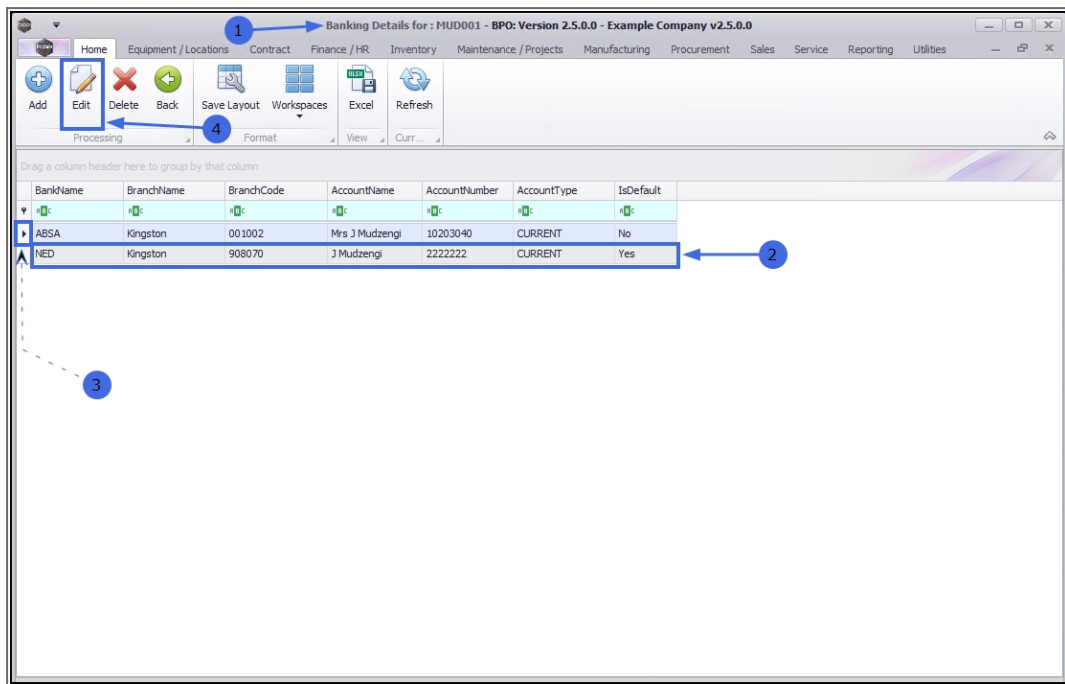 1
Banking Details for : MUD001 - BPO: Version 2.5.0.0 - Example Company v2.5.0.0
Home Equipment / Locations Contract Finance / HR Inventory Maintenance / Projects Manufacturing Procurement Sales Service Reporting Utilities
Add Edit Delete Back Save Layout Workspaces Excel Refresh
4
Processing Format View Curr...
Drag a column header here to group by that column
BankName BranchName BranchCode AccountName AccountNumber AccountType IsDefault
ABSA Kingston 001002 Mrs J Mudzengi 10203040 CURRENT No
NED Kingston 908070 J Mudzengi 2222222 CURRENT Yes
2
3